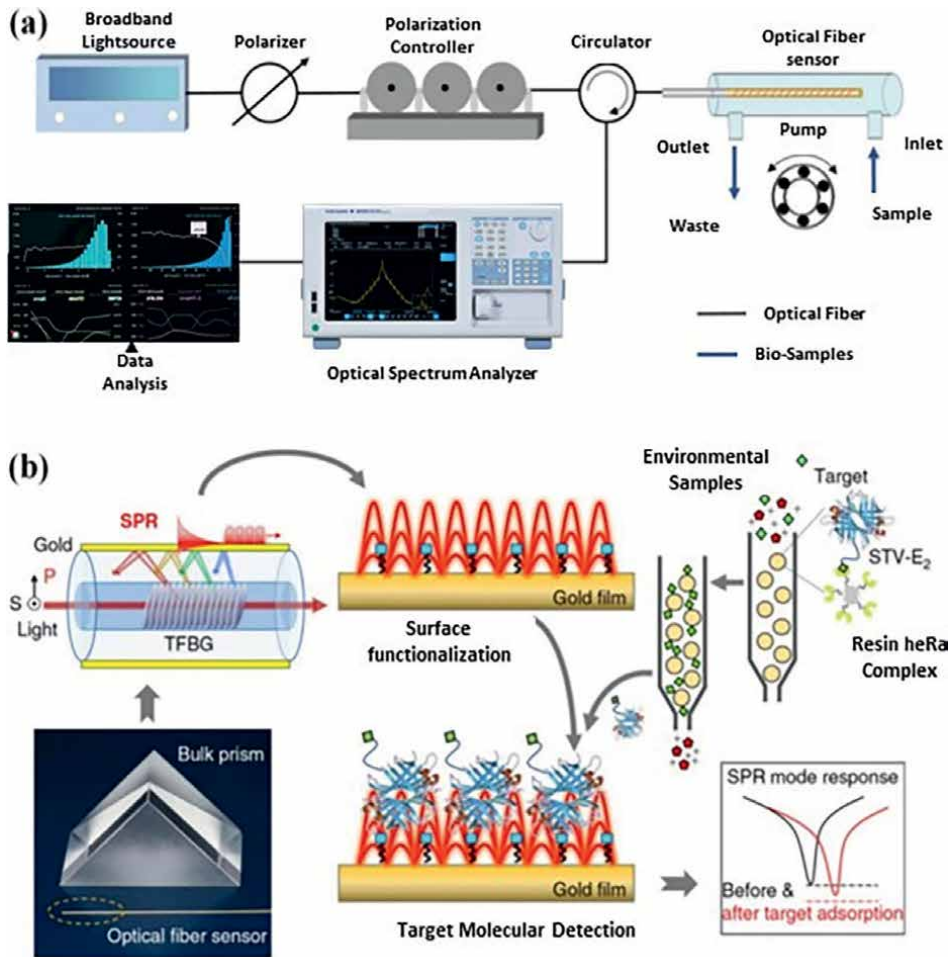 (a)
Broadband
Lightsource
Polarizer
Polarization
Controller
Circulator
Optical Fiber
sensor
Outlet
Pump
Inlet
Waste
Sample
Data
Analysis
Optical Spectrum Analyzer
Optical Fiber
Bio-Samples
(b)
SPR
Gold
P
S
Light
TFBG
Gold film
Surface
functionalization
Environmental
Samples
Target
STV-E2
Resin heRa
Complex
Bulk prism
Optical fiber sensor
Gold film
Target Molecular Detection
SPR mode response
Before &
after target adsorption